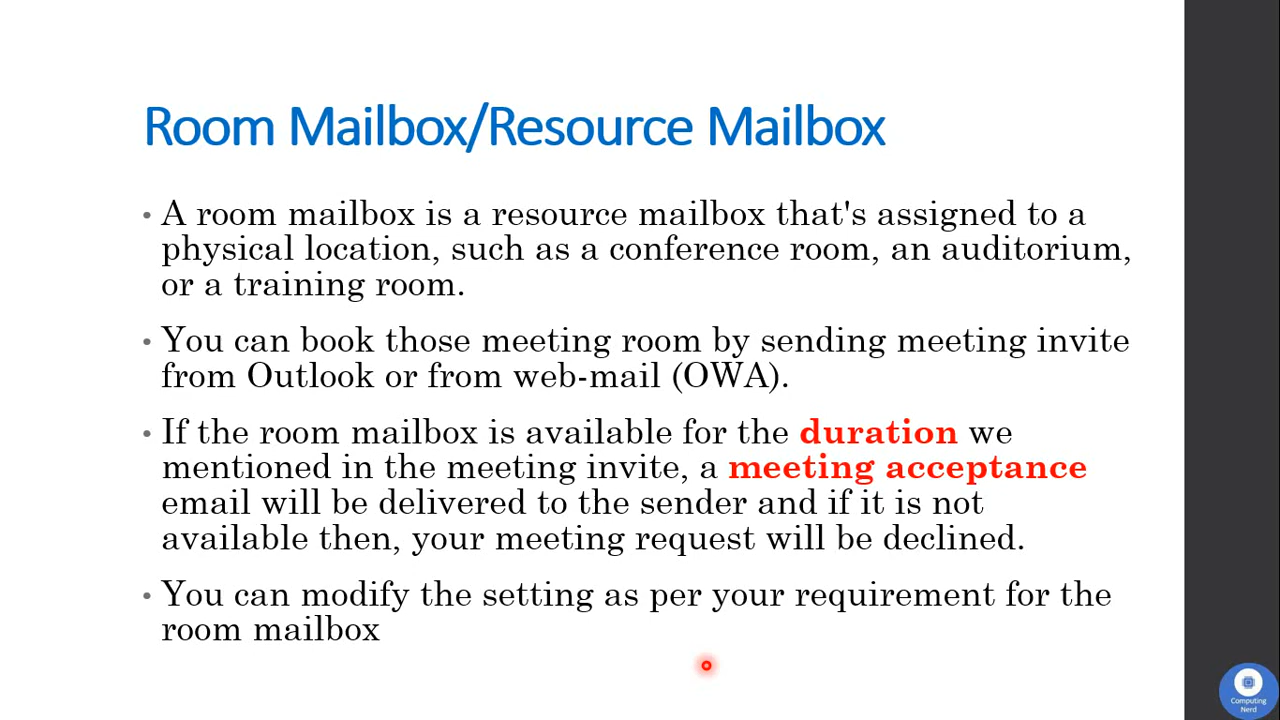 Room Mailbox/Resource Mailbox
• A room mailbox is a resource mailbox that's assigned to a
physical location, such as a conference room, an auditorium,
or a training room.
• You can book those meeting room by sending meeting invite
from Outlook or from web-mail (OWA).
• If the room mailbox is available for the duration we
mentioned in the meeting invite, a meeting acceptance
email will be delivered to the sender and if it is not
available then, your meeting request will be declined.
• You can modify the setting as per your requirement for the
room mailbox
Computing
Nerd